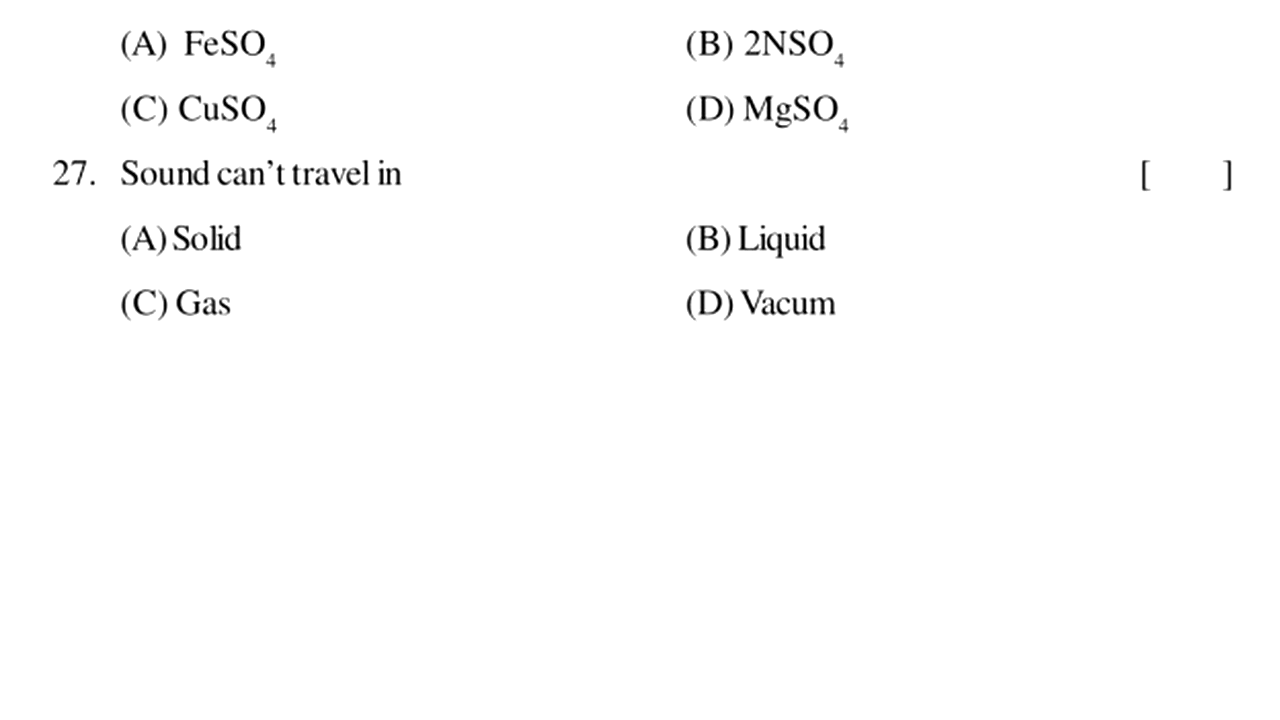 (A) FeSO₄ (B) 2NSO₄
(C) CuSO₄ (D) MgSO₄
27. Sound can’t travel in [ ]
(A) Solid (B) Liquid
(C) Gas (D) Vacum